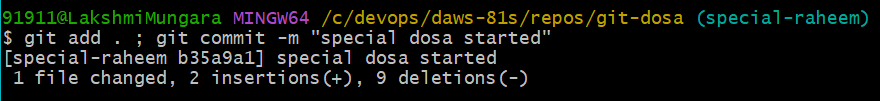 91911@LakshmiMungara MINGW64 /c/devops/daws-81s/repos/git-dosa (special-raheem)
$ git add . ; git commit -m "special dosa started"
[special-raheem b35a9a1] special dosa started
 1 file changed, 2 insertions(+), 9 deletions(-)